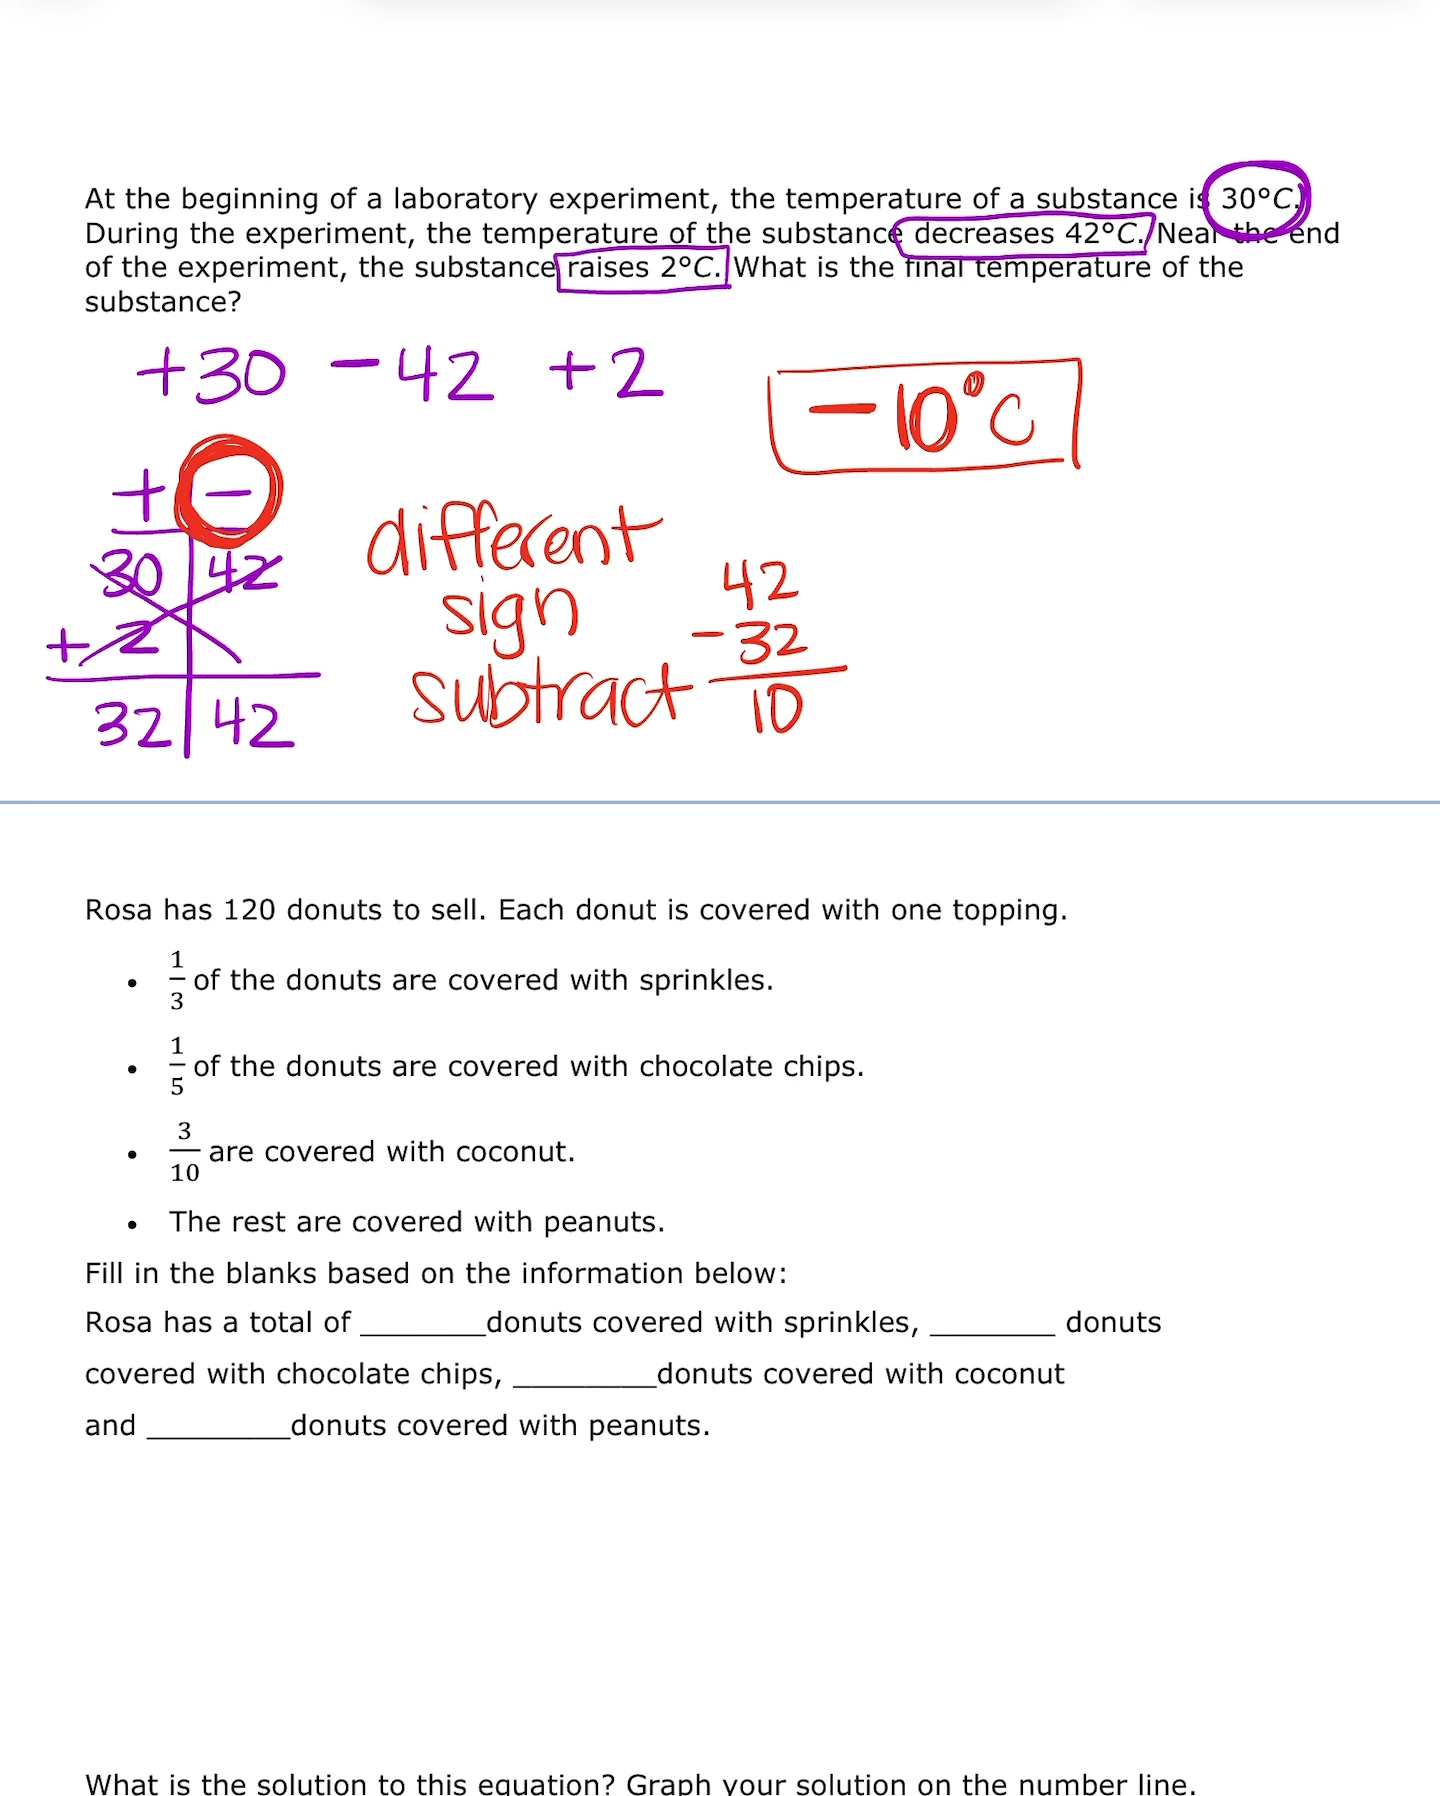 At the beginning of a laboratory experiment, the temperature of a substance is 30°C.
During the experiment, the temperature of the substance decreases 42°C. Near the end
of the experiment, the substance raises 2°C. What is the final temperature of the
substance?
+30 -42 +2
-10°C
+ -
30 42
+ 2
32 42
different
sign
subtract
42
-32
10
Rosa has 120 donuts to sell. Each donut is covered with one topping.
• 1/3 of the donuts are covered with sprinkles.
• 1/5 of the donuts are covered with chocolate chips.
• 3/10 are covered with coconut.
• The rest are covered with peanuts.
Fill in the blanks based on the information below:
Rosa has a total of _______donuts covered with sprinkles, _______ donuts
covered with chocolate chips, ________donuts covered with coconut
and ________donuts covered with peanuts.
What is the solution to this equation? Graph your solution on the number line.